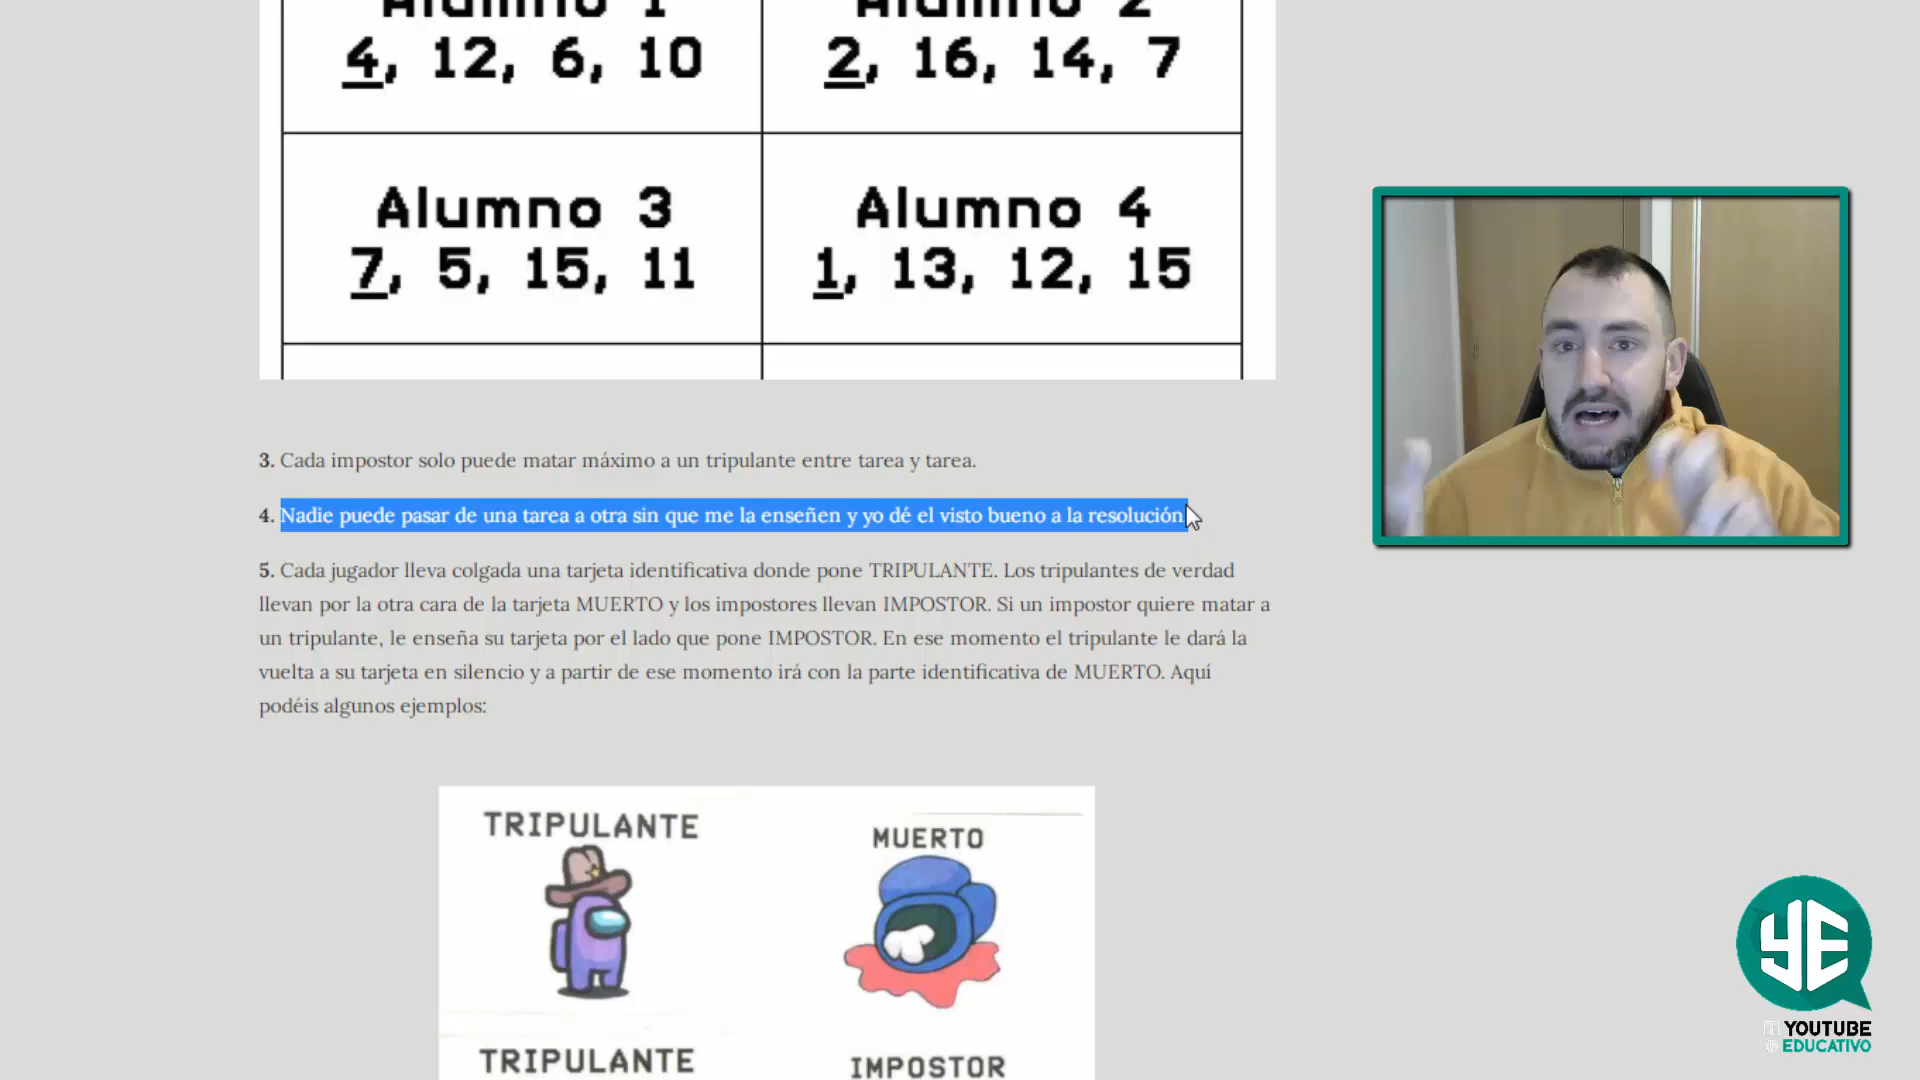 Alumno 1
Alumno 2
4, 12, 6, 10
2, 16, 14, 7
Alumno 3
Alumno 4
7, 5, 15, 11
1, 13, 12, 15
3. Cada impostor solo puede matar máximo a un tripulante entre tarea y tarea.
4. Nadie puede pasar de una tarea a otra sin que me la enseñen y yo dé el visto bueno a la resolución.
5. Cada jugador lleva colgada una tarjeta identificativa donde pone TRIPULANTE. Los tripulantes de verdad
llevan por la otra cara de la tarjeta MUERTO y los impostores llevan IMPOSTOR. Si un impostor quiere matar a
un tripulante, le enseña su tarjeta por el lado que pone IMPOSTOR. En ese momento el tripulante le dará la
vuelta a su tarjeta en silencio y a partir de ese momento irá con la parte identificativa de MUERTO. Aquí
podéis algunos ejemplos:
TRIPULANTE
MUERTO
TRIPULANTE
IMPOSTOR
YE
YOUTUBE
EDUCATIVO